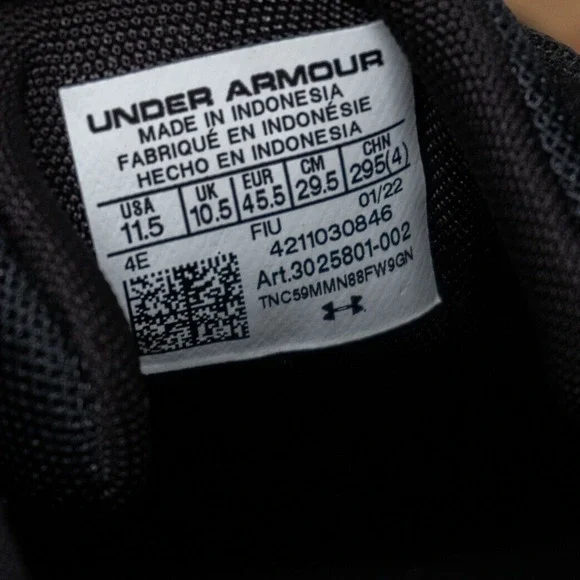 UNDER ARMOUR
MADE IN INDONESIA
FABRIQUÉ EN INDONÉSIE
HECHO EN INDONESIA
USA UK EUR CM CHN
11.5 10.5 45.5 29.5 295(4)
4E FIU 01/22
4211030846
Art.3025801-002
TNC59MMN88FW9GN